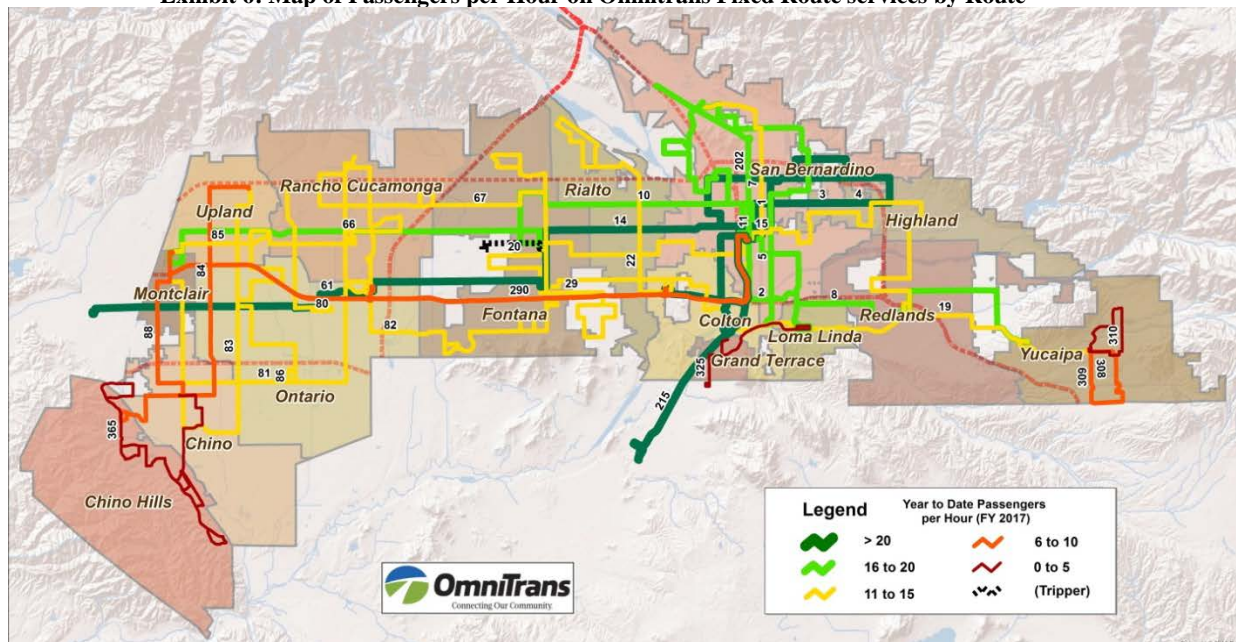 Exhibit 6: Map of Passengers per Hour on Omnitrans Fixed Route services by Route
202
San Bernardino
7
Rancho Cucamonga
Rialto
67
10
3
4
1
Upland
66
14
11
15
Highland
85
20
5
84
22
61
Montclair
290
29
2
8
80
Fontana
Redlands
19
82
Colton
88
Loma Linda
310
83
Grand Terrace
Yucaipa
325
309
308
81
86
Ontario
215
365
Chino
Chino Hills
Legend
Year to Date Passengers
per Hour (FY 2017)
> 20
6 to 10
16 to 20
0 to 5
11 to 15
(Tripper)
OmniTrans
Connecting Our Community.